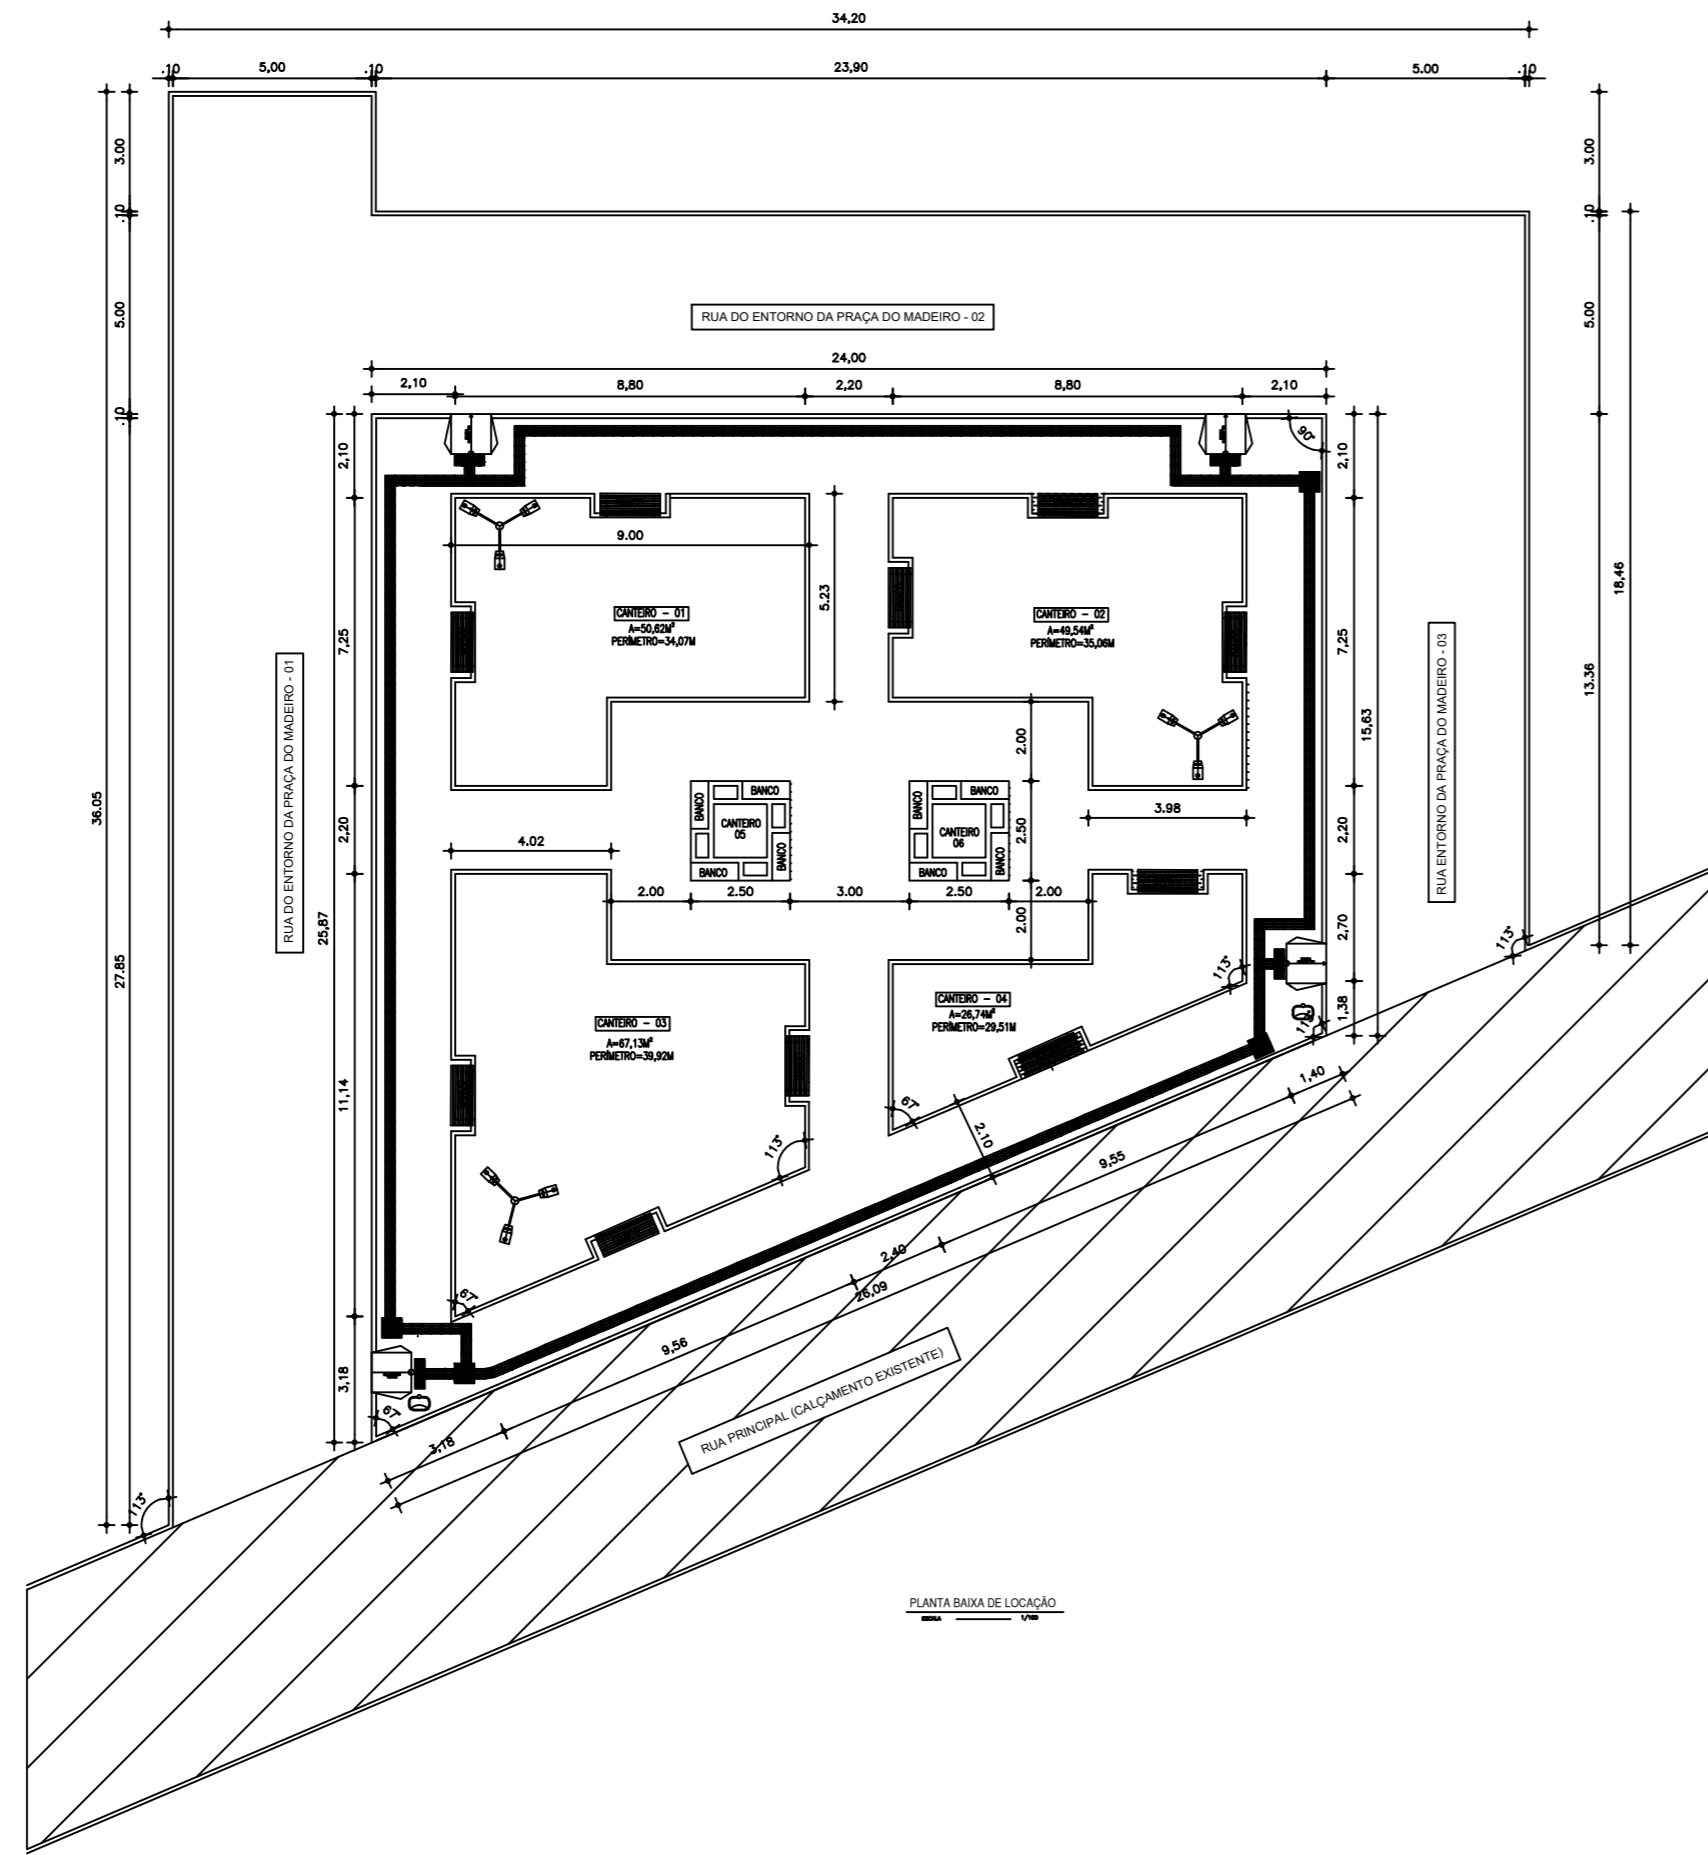 34,20
.10
5,00
.10
23,90
5.00
.10
3.00
3.00
.10
.10
5.00
5.00
18,46
RUA DO ENTORNO DA PRAÇA DO MADEIRO - 02
24,00
2,10
8,80
2,20
8,80
2,10
.10
90°
2,10
2,10
9.00
5.23
CANTEIRO - 01
A=50,62M²
PERÍMETRO=34,07M
CANTEIRO - 02
A=49,54M²
PERÍMETRO=35,06M
7,25
7,25
13.36
15,63
RUA DO ENTORNO DA PRAÇA DO MADEIRO - 01
RUA ENTORNO DA PRAÇA DO MADEIRO - 03
36.05
27.85
25,87
2.00
BANCO
BANCO
CANTEIRO
05
BANCO
BANCO
BANCO
BANCO
CANTEIRO
06
BANCO
BANCO
2.50
3.98
2,20
2,20
4.02
2.00
2.50
3.00
2.50
2.00
2.00
2,70
113°
113°
CANTEIRO - 04
A=26,74M²
PERÍMETRO=29,51M
CANTEIRO - 03
A=67,13M²
PERÍMETRO=39,92M
1,38
113°
11,14
67°
2.10
1,40
113°
9,55
67°
2,40
26,09
9,56
3,18
67°
3,18
113°
RUA PRINCIPAL (CALÇAMENTO EXISTENTE)
PLANTA BAIXA DE LOCAÇÃO
ESCALA 1/100